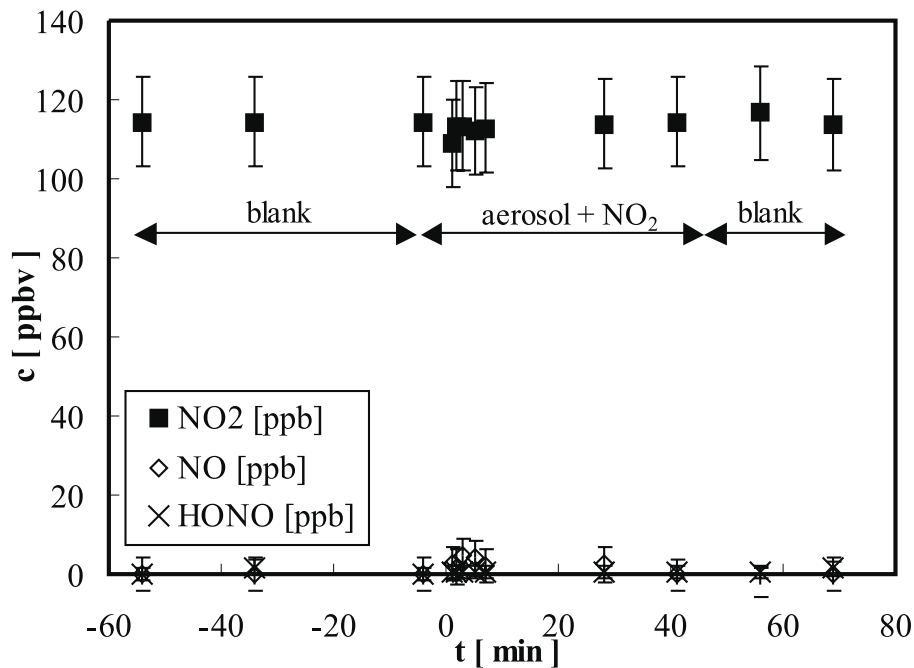 140
120
100
80
60
40
20
0
blank
aerosol + NO₂
blank
c [ ppbv ]
NO2 [ppb]
NO [ppb]
HONO [ppb]
-60 -40 -20 0 20 40 60 80
t [ min ]